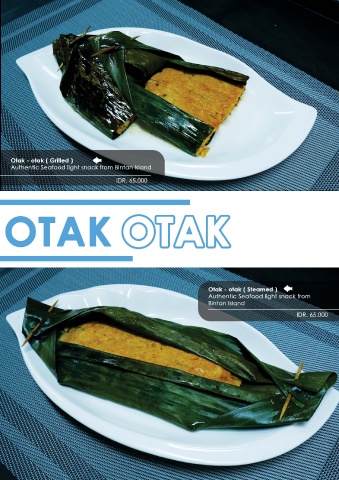 Otak - otak ( Grilled )
Authentic Seafood light snack from Bintan Island
IDR. 65.000
OTAK OTAK
Otak - otak ( Steamed )
Authentic Seafood light snack from
Bintan Island
IDR. 65.000